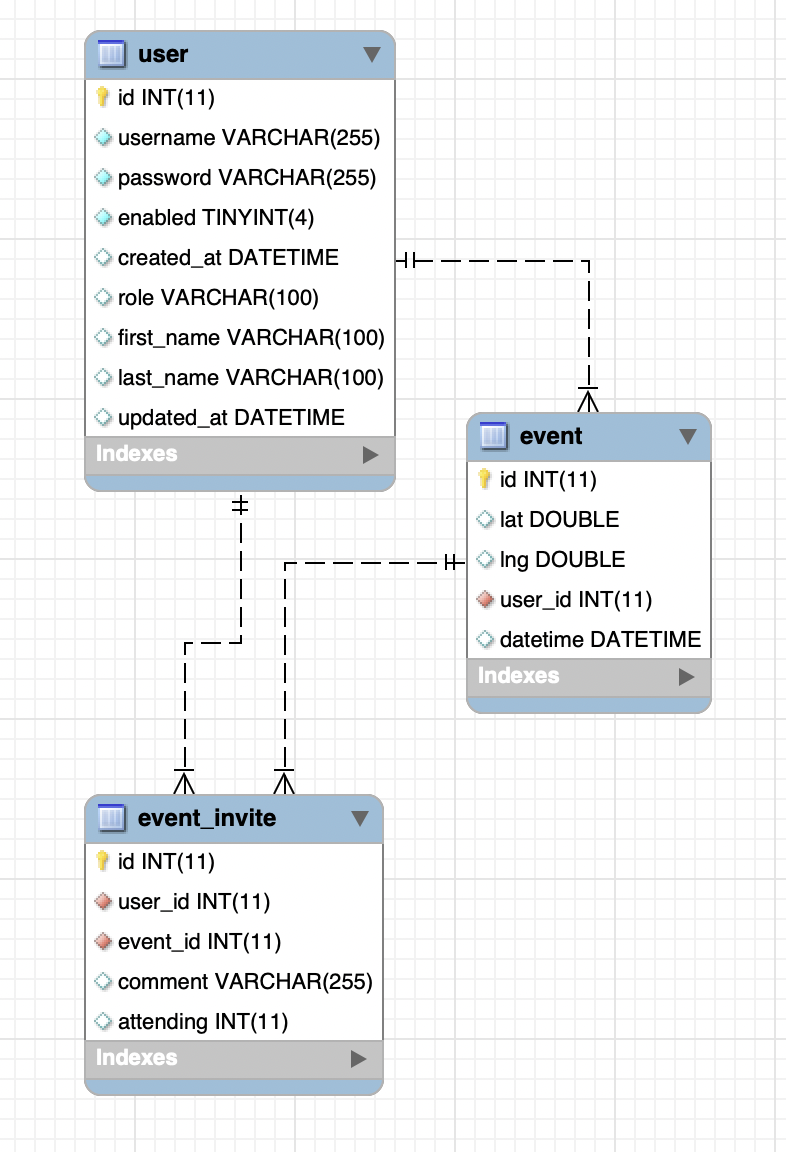 user
id INT(11)
username VARCHAR(255)
password VARCHAR(255)
enabled TINYINT(4)
created_at DATETIME
role VARCHAR(100)
first_name VARCHAR(100)
last_name VARCHAR(100)
updated_at DATETIME
Indexes
event
id INT(11)
lat DOUBLE
lng DOUBLE
user_id INT(11)
datetime DATETIME
Indexes
event_invite
id INT(11)
user_id INT(11)
event_id INT(11)
comment VARCHAR(255)
attending INT(11)
Indexes